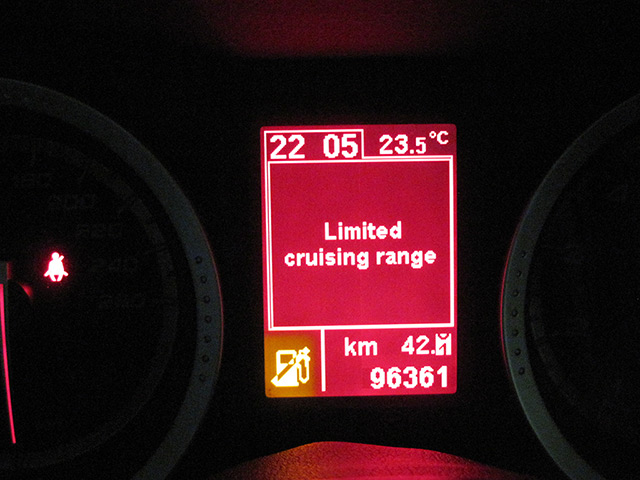 22 05 23.5°C
Limited
cruising range
km 42.
96361